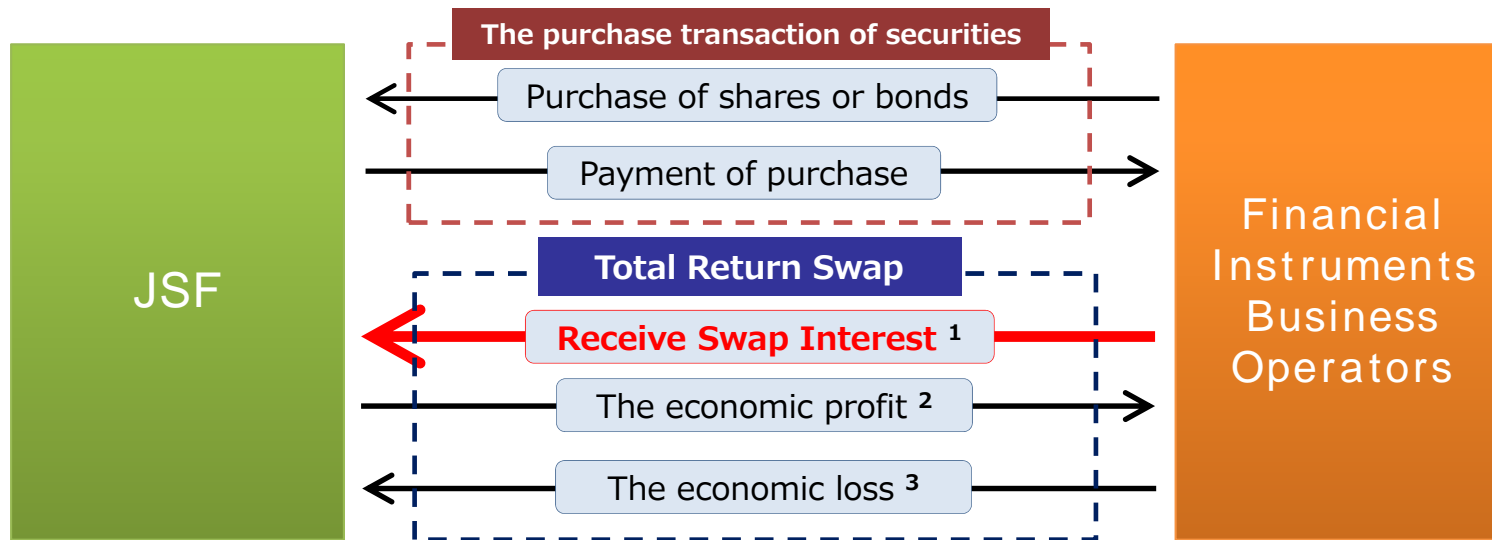 The purchase transaction of securities
Purchase of shares or bonds
Payment of purchase
JSF
Total Return Swap
Receive Swap Interest 1
The economic profit 2
The economic loss 3
Financial
Instruments
Business
Operators